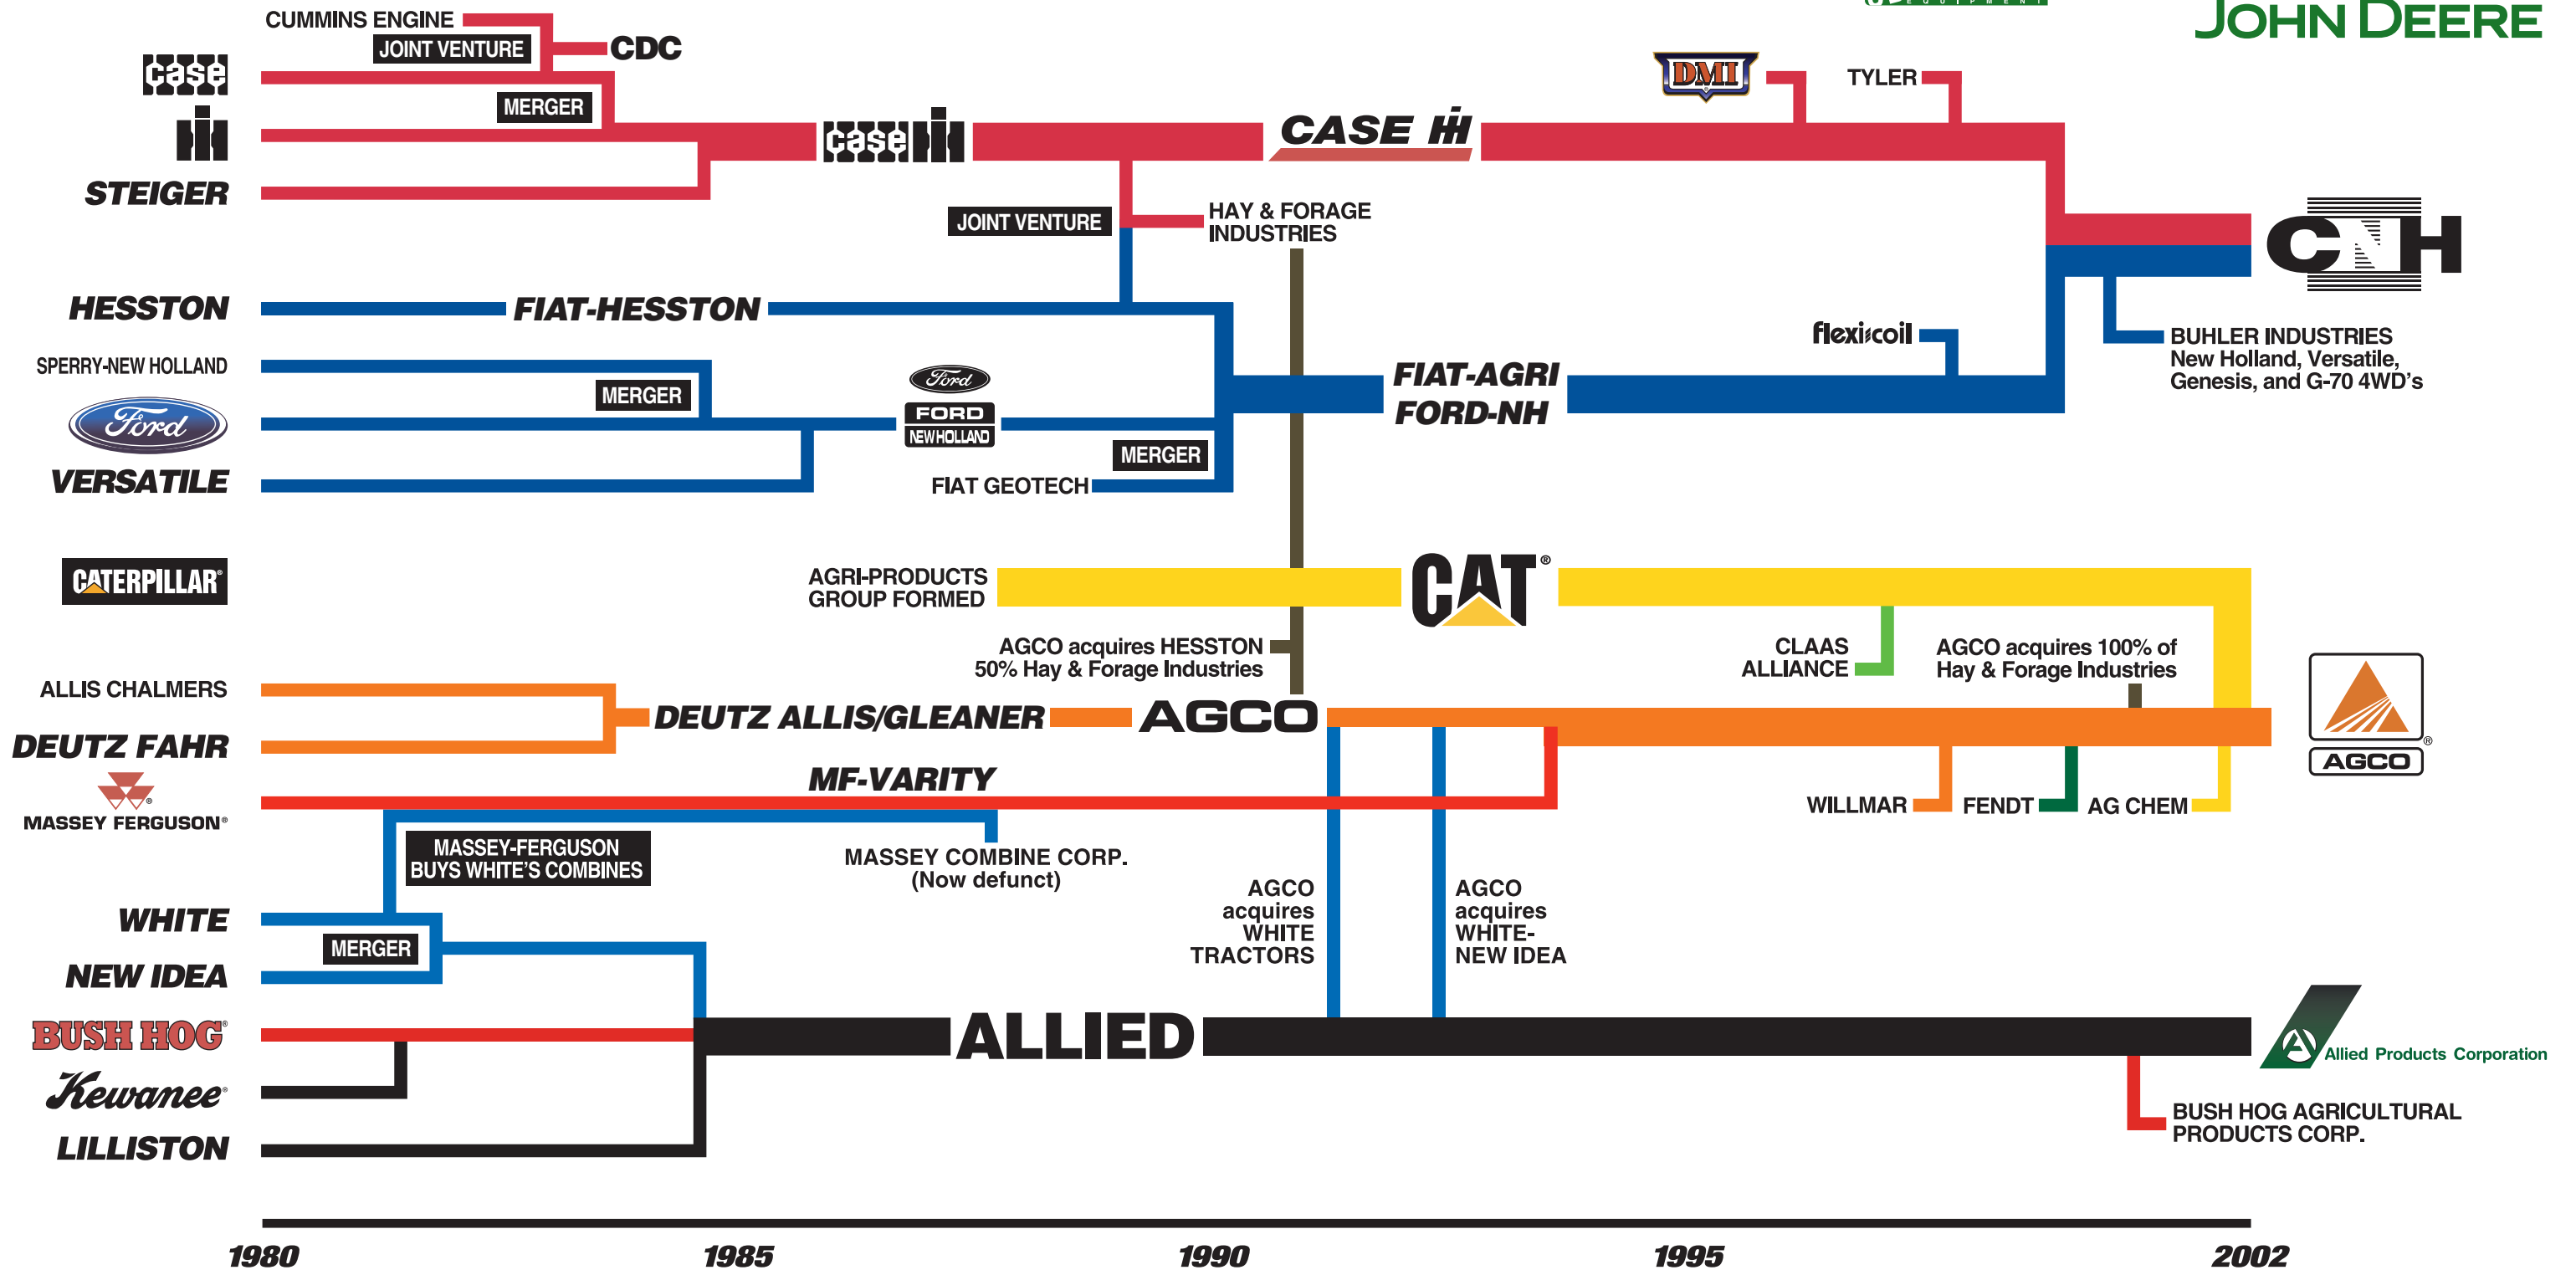 EQUIPMENT
JOHN DEERE
CUMMINS ENGINE
JOINT VENTURE
CDC
case
MERGER
IH
STEIGER
case IH
CASE IH
DMI
TYLER
JOINT VENTURE
HAY & FORAGE
INDUSTRIES
CNH
HESSTON
FIAT-HESSTON
SPERRY-NEW HOLLAND
MERGER
Ford
Ford
FORD
NEW HOLLAND
VERSATILE
MERGER
FIAT GEOTECH
FIAT-AGRI
FORD-NH
flexi-coil
BUHLER INDUSTRIES
New Holland, Versatile,
Genesis, and G-70 4WD's
CATERPILLAR®
AGRI-PRODUCTS
GROUP FORMED
CAT®
AGCO acquires HESSTON
50% Hay & Forage Industries
CLAAS
ALLIANCE
AGCO acquires 100% of
Hay & Forage Industries
ALLIS CHALMERS
DEUTZ FAHR
DEUTZ ALLIS/GLEANER
AGCO
®
AGCO
MF-VARITY
®
MASSEY FERGUSON®
WILLMAR
FENDT
AG CHEM
MASSEY-FERGUSON
BUYS WHITE'S COMBINES
MASSEY COMBINE CORP.
(Now defunct)
AGCO
acquires
WHITE
TRACTORS
AGCO
acquires
WHITE-
NEW IDEA
WHITE
MERGER
NEW IDEA
BUSH HOG®
ALLIED
Allied Products Corporation
Kewanee®
LILLISTON
BUSH HOG AGRICULTURAL
PRODUCTS CORP.
1980
1985
1990
1995
2002